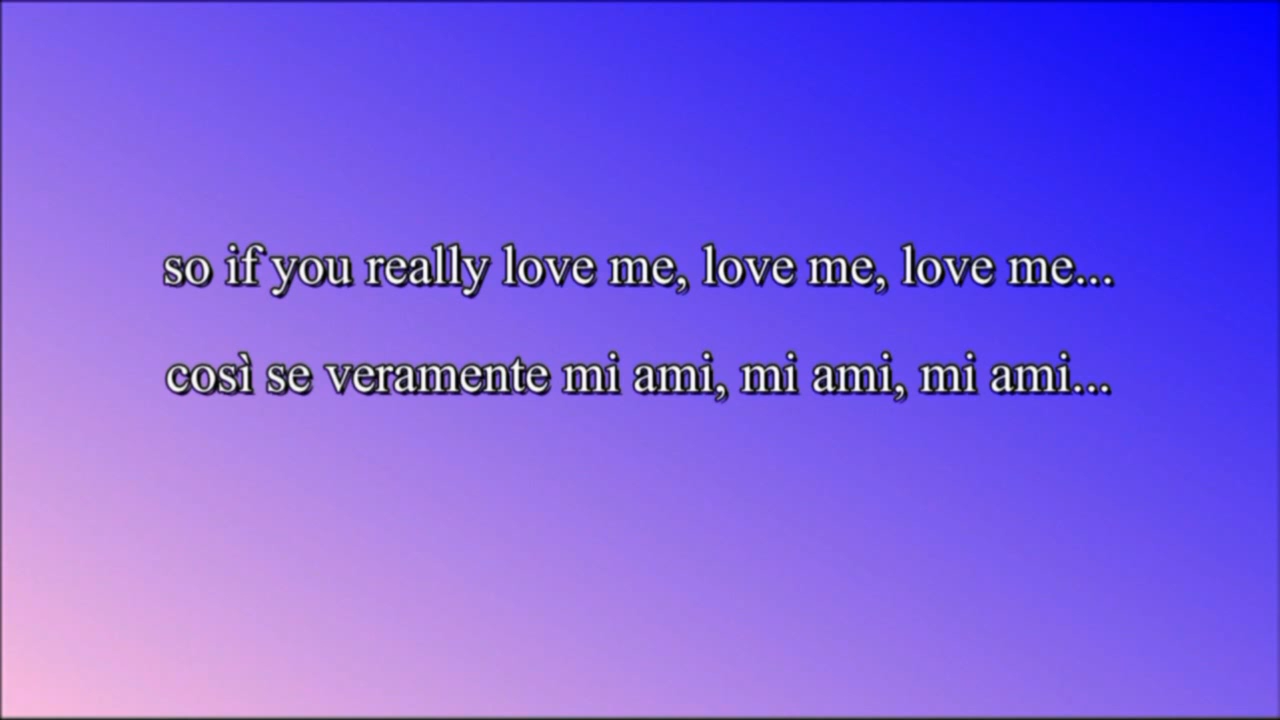 so if you really love me, love me, love me...
così se veramente mi ami, mi ami, mi ami...